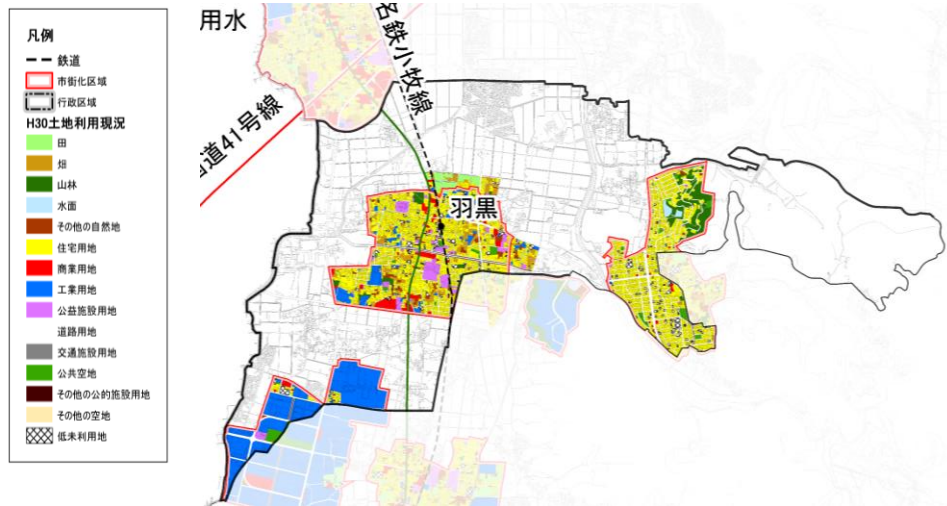 凡例
鉄道
市街化区域
行政区域
H30土地利用現況
田
畑
山林
水面
その他の自然地
住宅用地
商業用地
工業用地
公益施設用地
道路用地
交通施設用地
公共空地
その他の公的施設用地
その他の空地
低未利用地
用水
名鉄小牧線
道41号線
羽黒